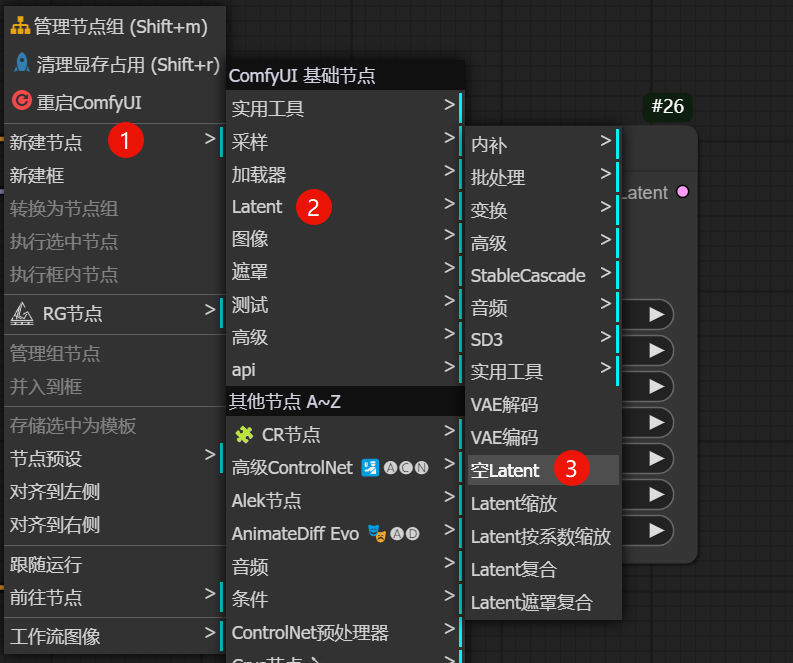 管理节点组 (Shift+m)
清理显存占用 (Shift+r)
重启ComfyUI
新建节点 1 >
新建框
转换为节点组
执行选中节点
执行框内节点
RG节点 >
管理组节点
并入到框
存储选中为模板
节点预设 >
对齐到左侧
对齐到右侧
跟随运行
前往节点 >
工作流图像 >
ComfyUI 基础节点
实用工具 >
采样 >
加载器 >
Latent 2 >
图像 >
遮罩 >
测试 >
高级 >
api >
其他节点 A~Z
CR节点 >
高级ControlNet ACN >
Alek节点 >
AnimateDiff Evo AD >
音频 >
条件 >
ControlNet预处理器 >
内补 >
批处理 >
变换 >
高级 >
StableCascade >
音频 >
SD3 >
实用工具 >
VAE解码
VAE编码
空Latent 3
Latent缩放
Latent按系数缩放
Latent复合
Latent遮罩复合
#26
Latent